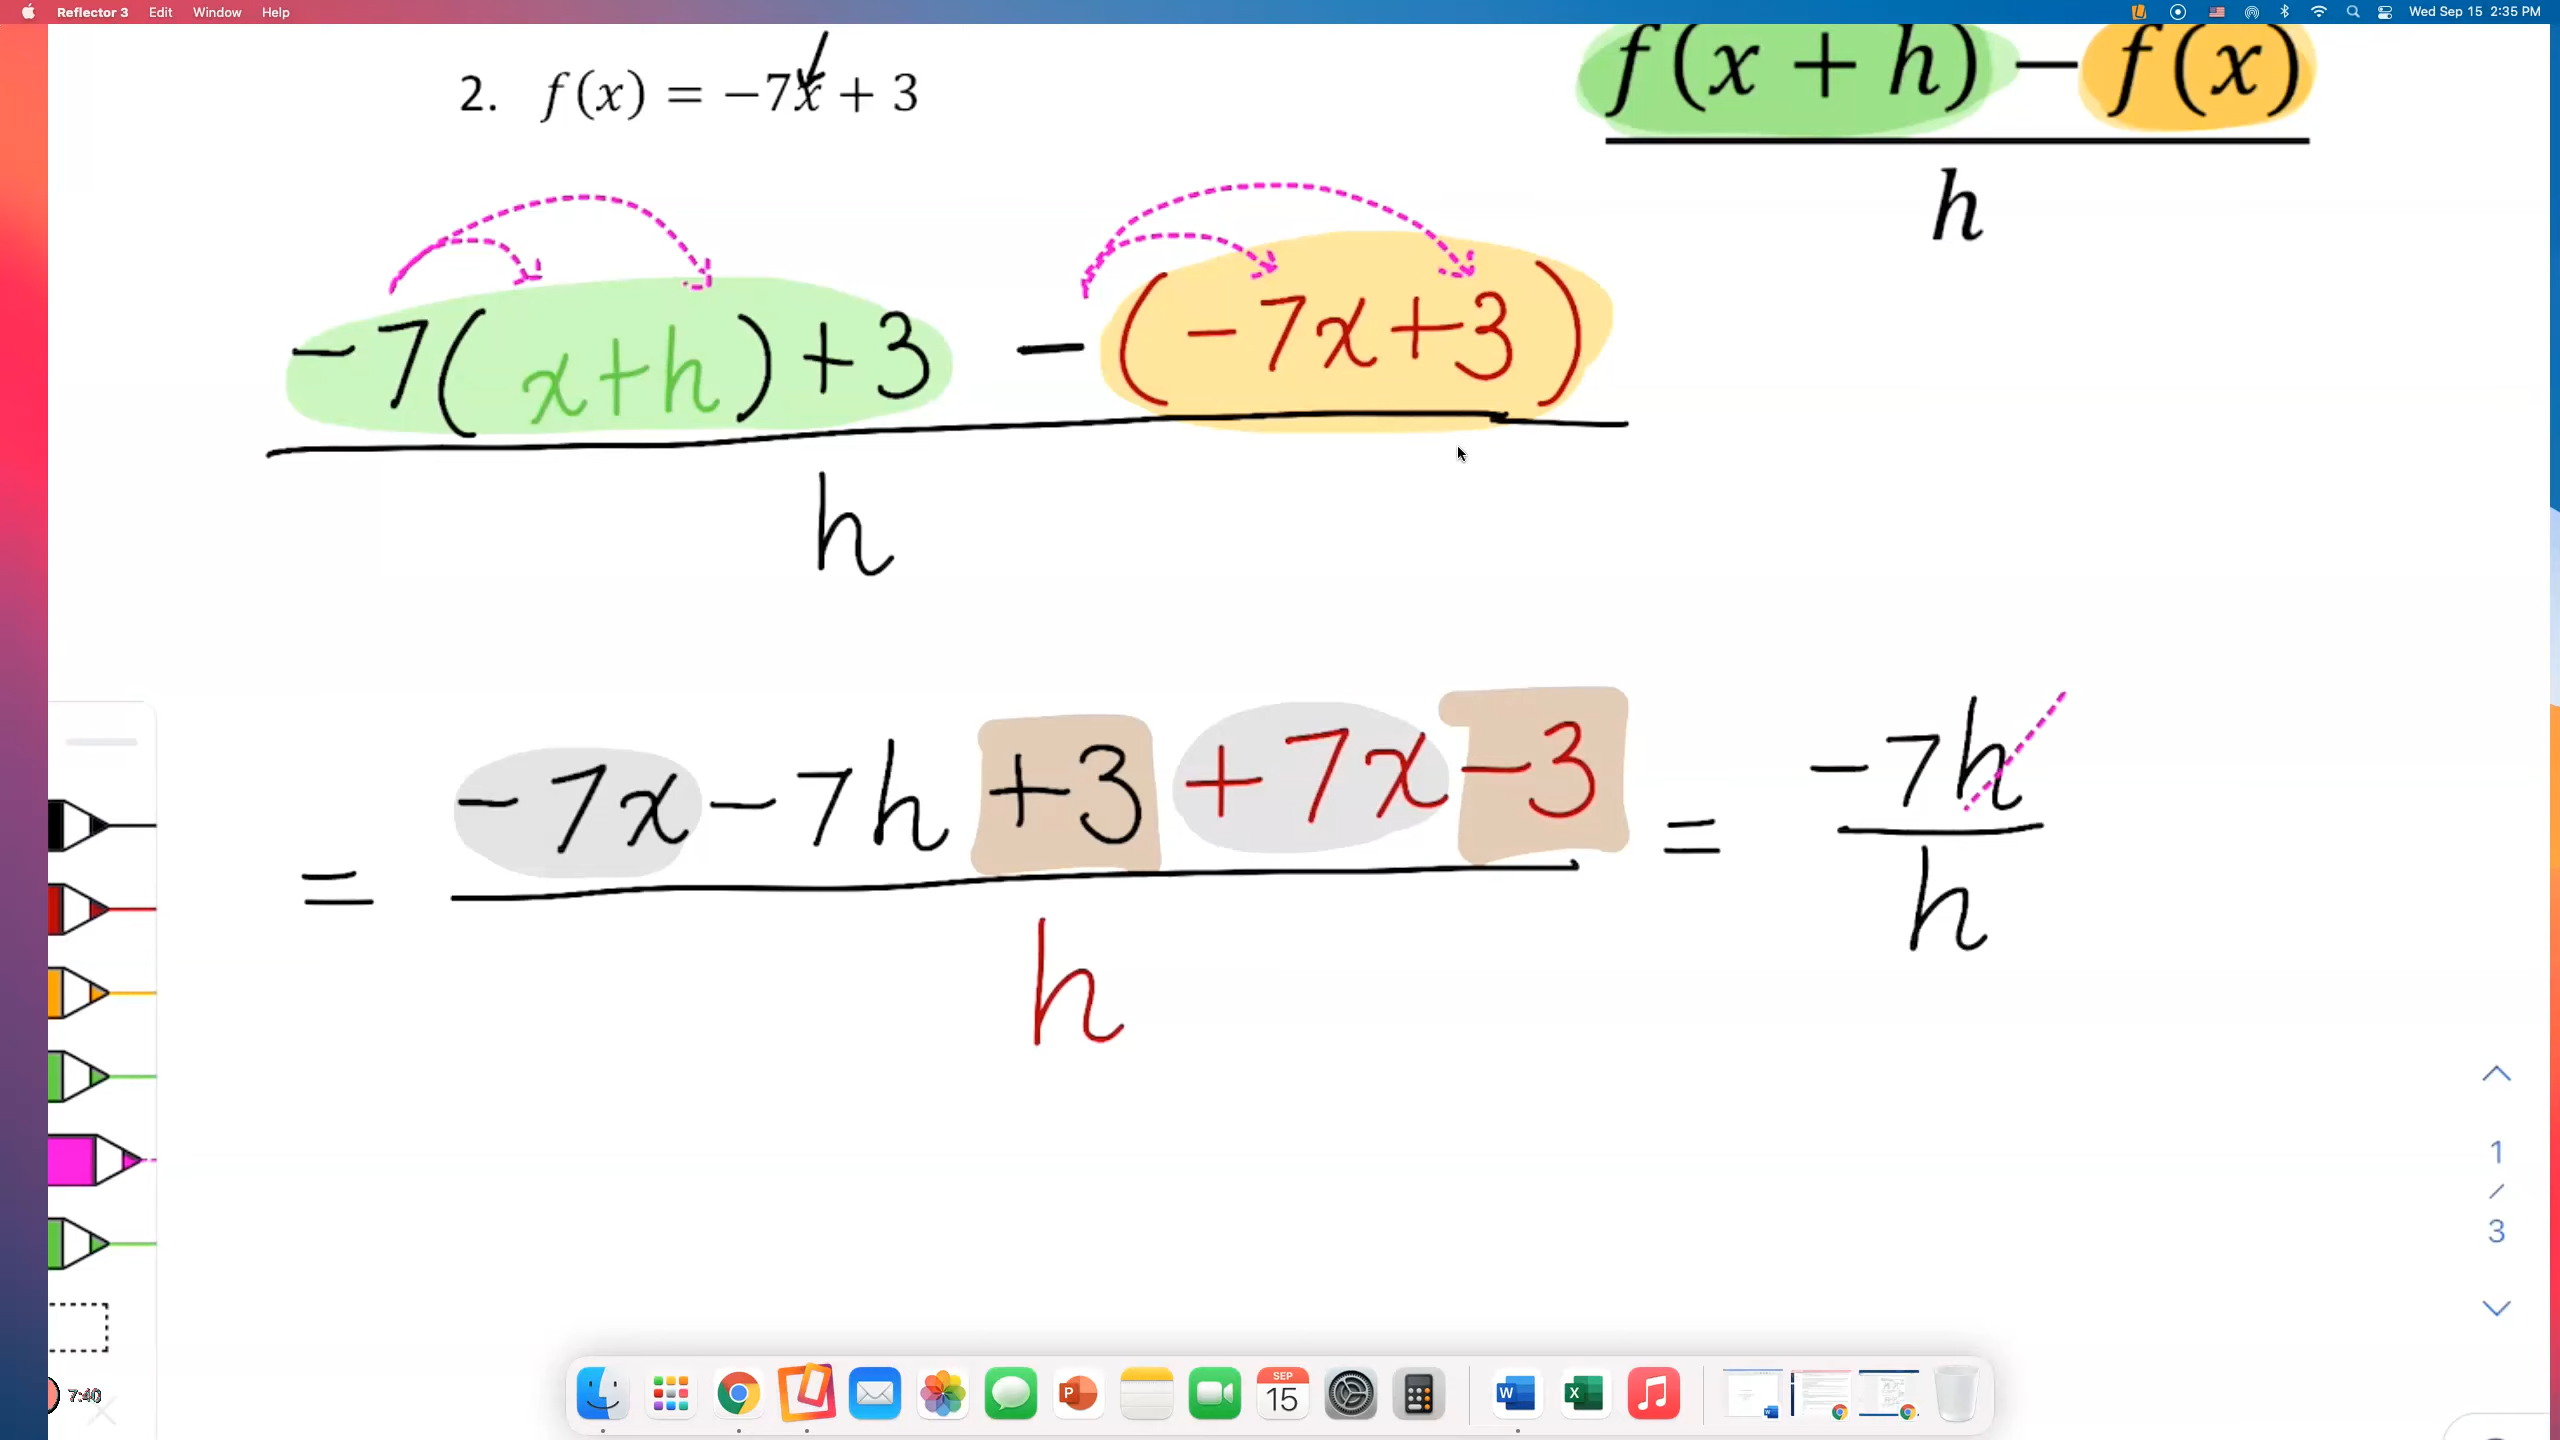 Reflector 3 Edit Window Help Wed Sep 15 2:35 PM
2. f(x) = −7x + 3
f(x + h) − f(x)
h
−7(x+h)+3 −(−7x+3)
h
= −7x−7h+3+7x−3 = −7h
h h
1
/
3
7:40
SEP
15
P
W
X